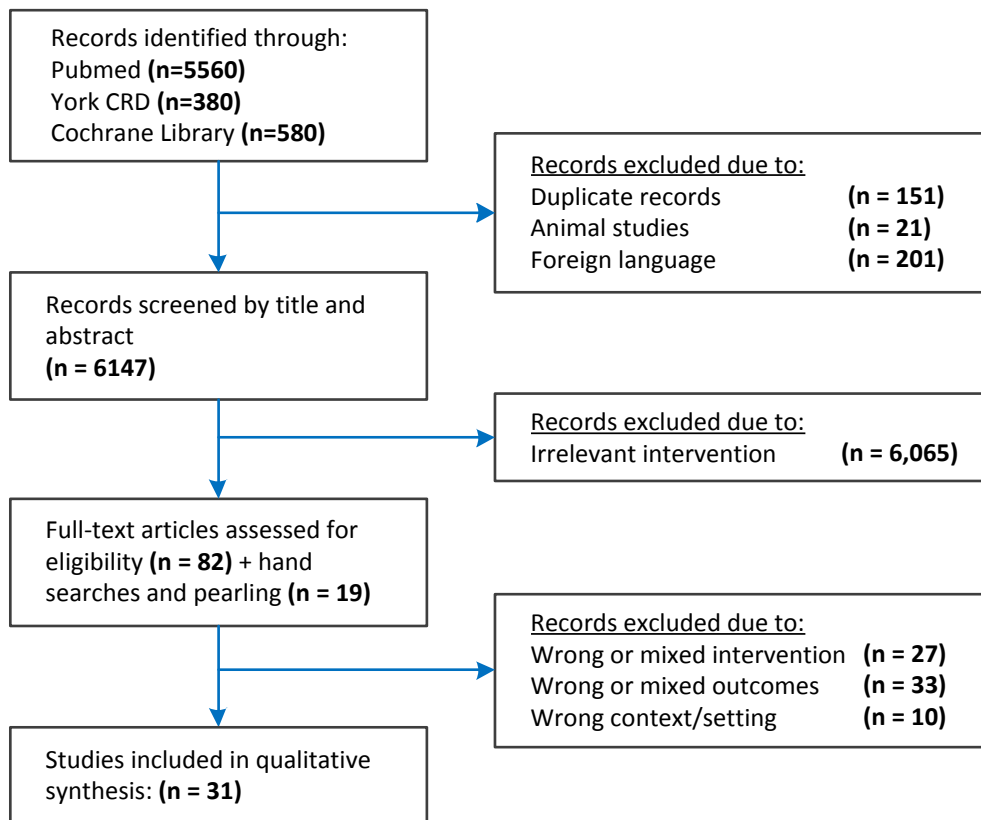 Records identified through:
Pubmed (n=5560)
York CRD (n=380)
Cochrane Library (n=580)
Records excluded due to:
Duplicate records (n = 151)
Animal studies (n = 21)
Foreign language (n = 201)
Records screened by title and
abstract
(n = 6147)
Records excluded due to:
Irrelevant intervention (n = 6,065)
Full-text articles assessed for
eligibility (n = 82) + hand
searches and pearling (n = 19)
Records excluded due to:
Wrong or mixed intervention (n = 27)
Wrong or mixed outcomes (n = 33)
Wrong context/setting (n = 10)
Studies included in qualitative
synthesis: (n = 31)